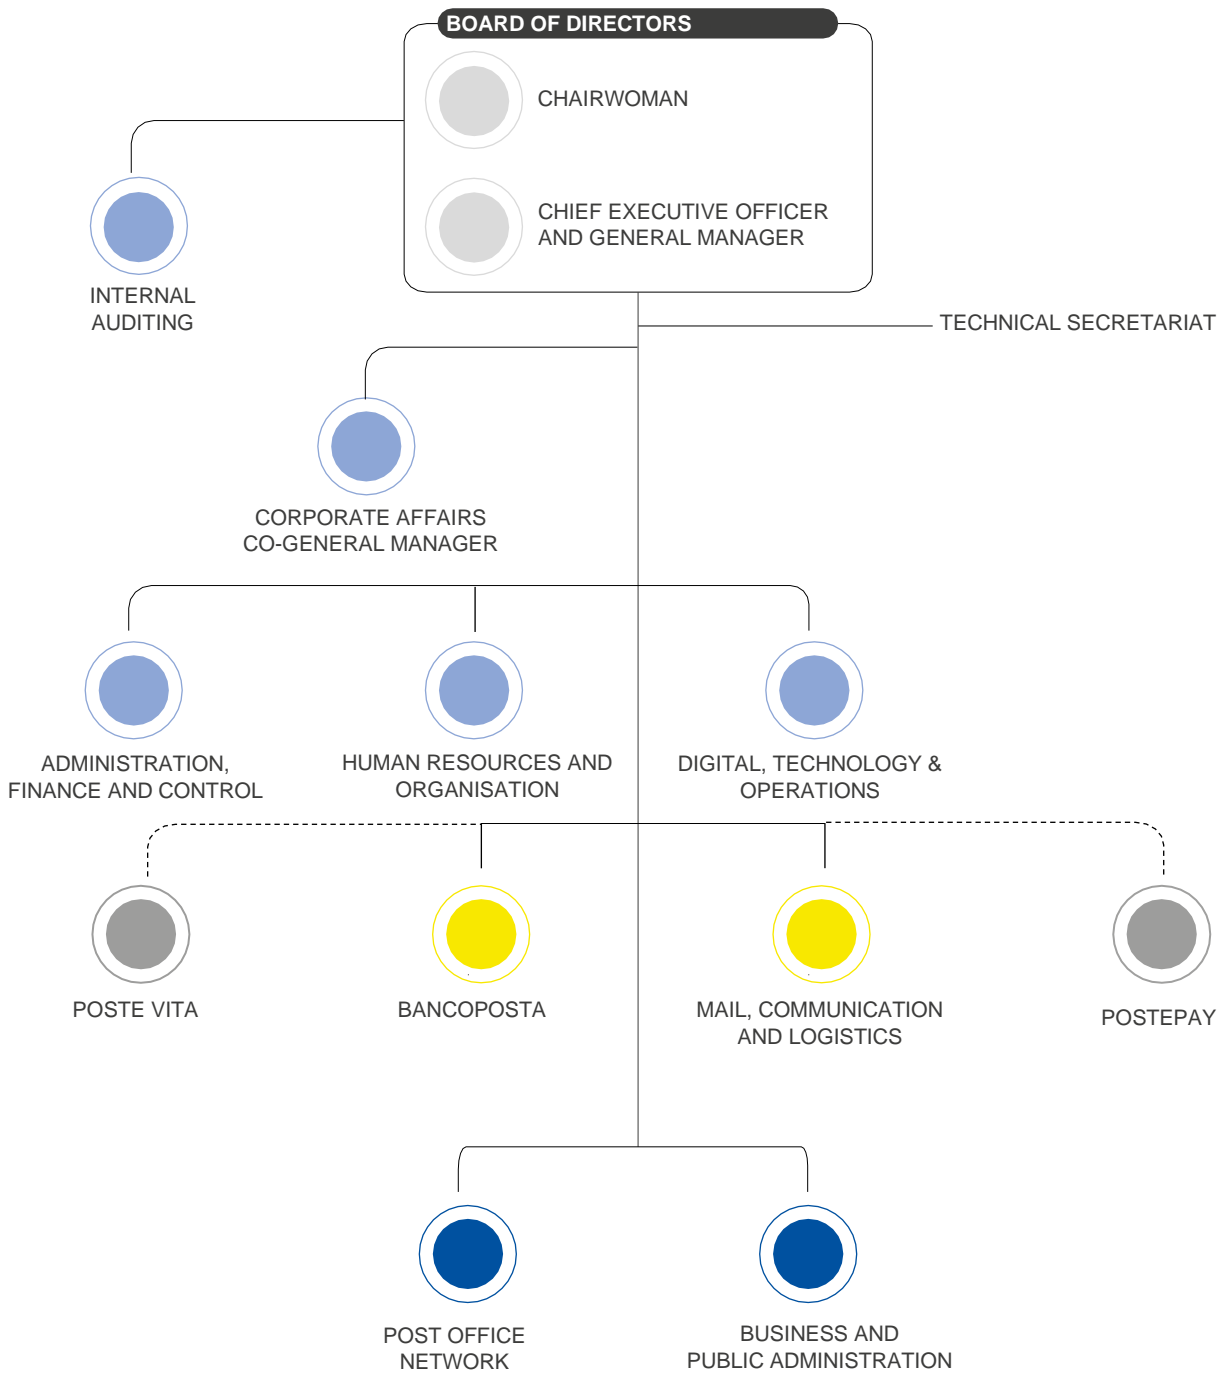 BOARD OF DIRECTORS
CHAIRWOMAN
CHIEF EXECUTIVE OFFICER
AND GENERAL MANAGER
INTERNAL
AUDITING
TECHNICAL SECRETARIAT
CORPORATE AFFAIRS
CO-GENERAL MANAGER
ADMINISTRATION,
FINANCE AND CONTROL
HUMAN RESOURCES AND
ORGANISATION
DIGITAL, TECHNOLOGY &
OPERATIONS
POSTE VITA
BANCOPOSTA
MAIL, COMMUNICATION
AND LOGISTICS
POSTEPAY
POST OFFICE
NETWORK
BUSINESS AND
PUBLIC ADMINISTRATION